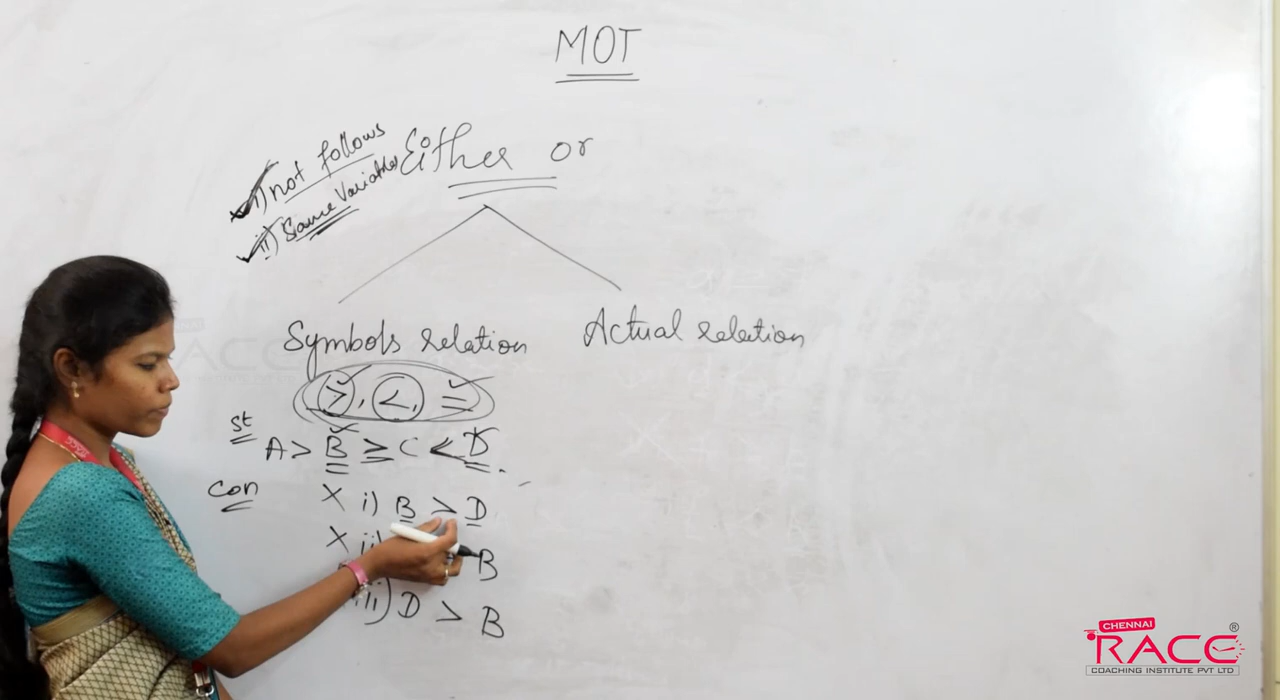 MOT
i) not follows
ii) Same Variables
Either or
Symbols relation
Actual relation
>, <, =
St
A > B ≥ C < D
Con
X i) B > D
X ii) B
iii) D > B
CHENNAI
RACE ®
COACHING INSTITUTE PVT LTD